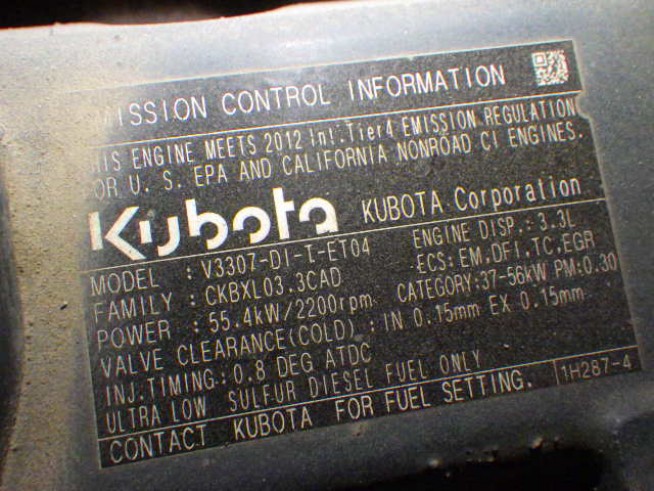 MISSION CONTROL INFORMATION
HIS ENGINE MEETS 2012 Int.Tier4 EMISSION REGULATION
OR U. S. EPA AND CALIFORNIA NONROAD CI ENGINES.
Kubota KUBOTA Corporation
MODEL : V3307-DI-T-ET04 ENGINE DISP.: 3.3L
FAMILY : CKBXL03.3CAD ECS: EM,DFI,TC,EGR
POWER : 55.4kW/2200rpm CATEGORY:37-56kW PM:0.30
VALVE CLEARANCE(COLD) : IN 0.15mm EX 0.15mm
INJ.TIMING: 0.8 DEG ATDC
ULTRA LOW SULFUR DIESEL FUEL ONLY
CONTACT KUBOTA FOR FUEL SETTING. 1H287-4